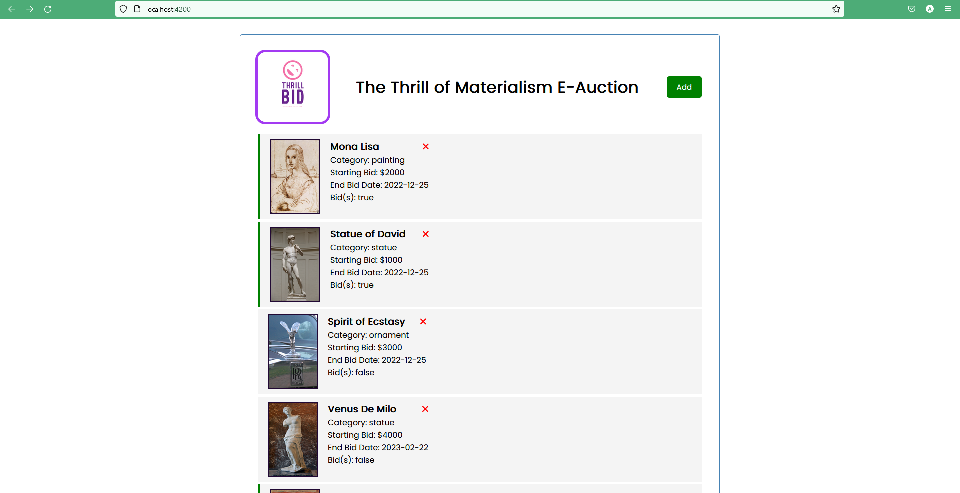 localhost:4200
THRILL
BID
The Thrill of Materialism E-Auction
Add
Mona Lisa
Category: painting
Starting Bid: $2000
End Bid Date: 2022-12-25
Bid(s): true
Statue of David
Category: statue
Starting Bid: $1000
End Bid Date: 2022-12-25
Bid(s): true
Spirit of Ecstasy
Category: ornament
Starting Bid: $3000
End Bid Date: 2022-12-25
Bid(s): false
Venus De Milo
Category: statue
Starting Bid: $4000
End Bid Date: 2023-02-22
Bid(s): false